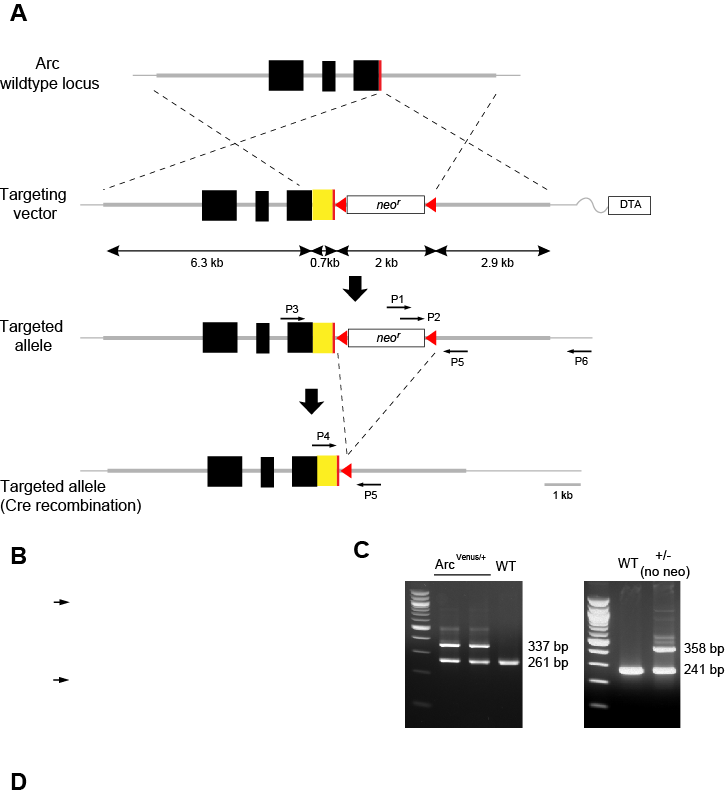 A
Arc
wildtype locus
Targeting
vector
neoʳ
DTA
6.3 kb
0.7kb
2 kb
2.9 kb
P1
P3
P2
Targeted
allele
neoʳ
P5
P6
P4
Targeted allele
(Cre recombination)
P5
1 kb
B
C
Arc Venus/+
WT
337 bp
261 bp
WT
+/-
(no neo)
358 bp
241 bp
D